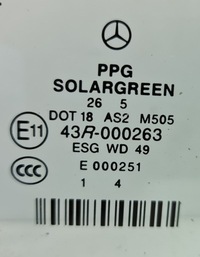 PPG
SOLARGREEN
26 5
DOT 18 AS2 M505
E11 43R-000263
ESG WD 49
CCC E 000251
1 4